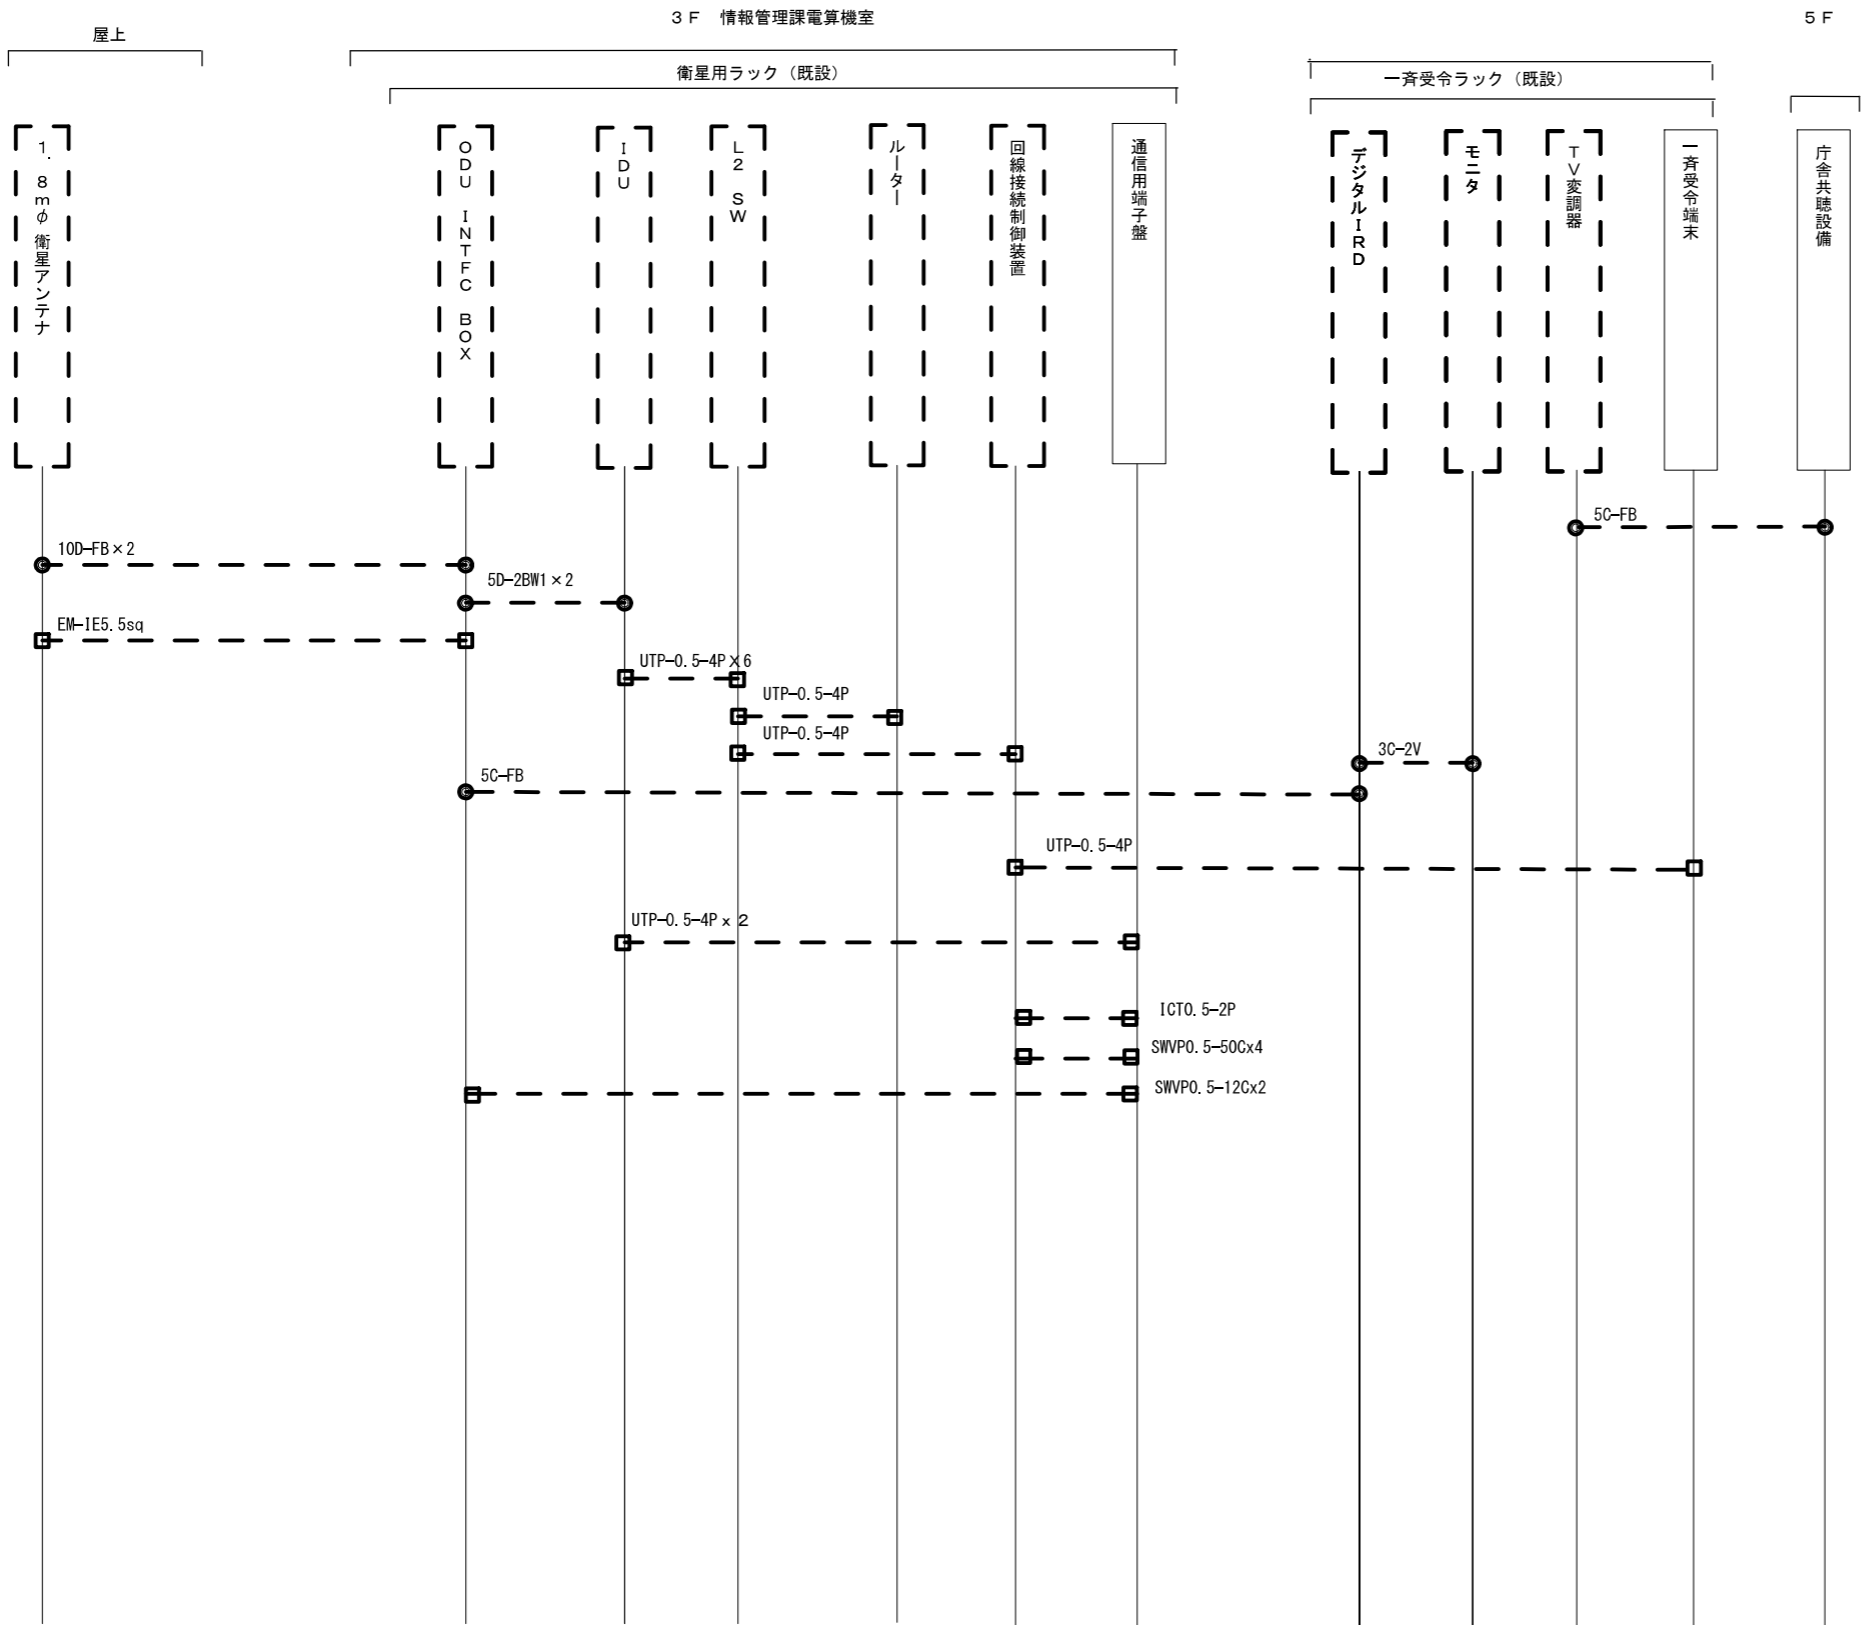 ３Ｆ　情報管理課電算機室
５Ｆ
屋上
衛星用ラック（既設）
一斉受令ラック（既設）
1.8mφ 衛星アンテナ
ODU INTFC BOX
IDU
L2 SW
ルーター
回線接続制御装置
通信用端子盤
デジタルIRD
モニタ
TV変調器
一斉受令端末
庁舎共聴設備
5C-FB
10D-FB×2
5D-2BW1×2
EM-IE5.5sq
UTP-0.5-4P×6
UTP-0.5-4P
UTP-0.5-4P
3C-2V
5C-FB
UTP-0.5-4P
UTP-0.5-4Px２
ICT0.5-2P
SWVP0.5-50Cx4
SWVP0.5-12Cx2